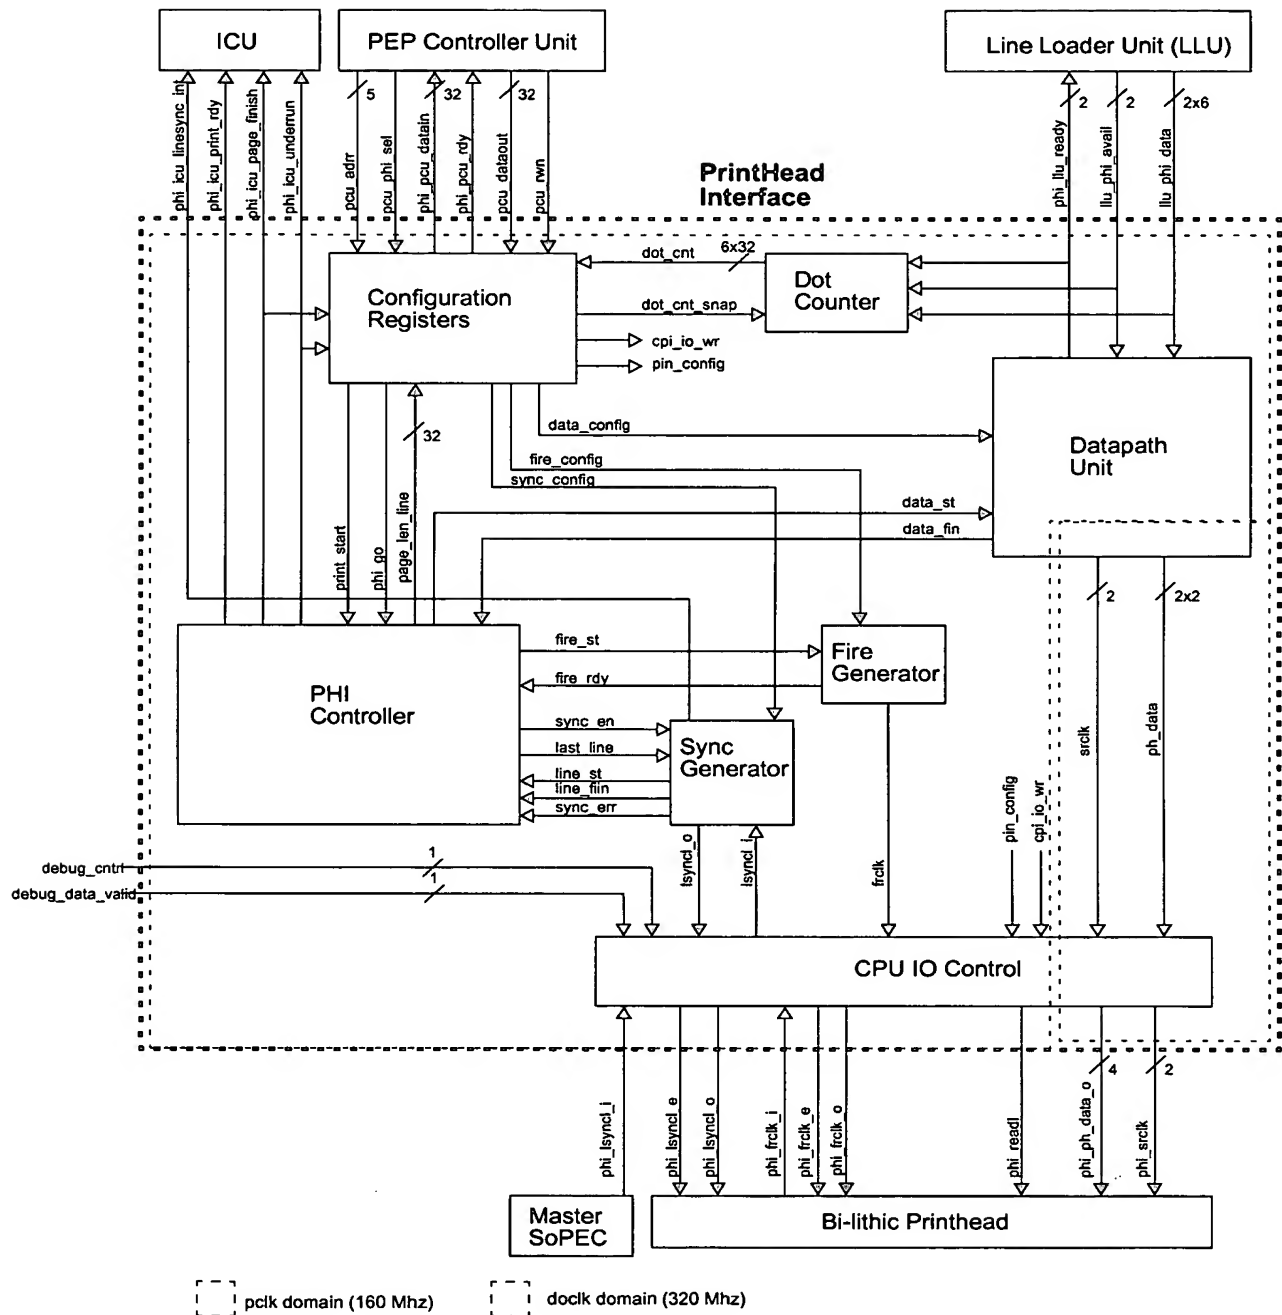 ICU
PEP Controller Unit
Line Loader Unit (LLU)
phi_icu_linesync_int
phi_icu_print_rdy
phi_icu_page_finish
phi_icu_underrun
5
32
32
pcu_adrr
pcu_phi_sel
phi_pcu_datain
phi_pcu_rdy
pcu_dataout
pcu_rwn
2
2
2x6
phi_llu_ready
llu_phi_avail
llu_phi_data
PrintHead
Interface
Configuration
Registers
dot_cnt
6x32
dot_cnt_snap
cpi_io_wr
pin_config
Dot
Counter
Datapath
Unit
32
data_config
fire_config
sync_config
data_st
data_fin
print_start
phi_go
page_len_line
2
2x2
PHI
Controller
fire_st
fire_rdy
Fire
Generator
sync_en
last_line
line_st
line_fiin
sync_err
Sync
Generator
srclk
ph_data
lsyncl_o
lsyncl_i
frclk
pin_config
cpi_io_wr
debug_cntrl
1
debug_data_valid
1
CPU IO Control
phi_lsyncl_i
phi_lsyncl_e
phi_lsyncl_o
phi_frclk_i
phi_frclk_e
phi_frclk_o
phi_readl
4
phi_ph_data_o
2
phi_srclk
Master
SoPEC
Bi-lithic Printhead
pclk domain (160 Mhz)
doclk domain (320 Mhz)